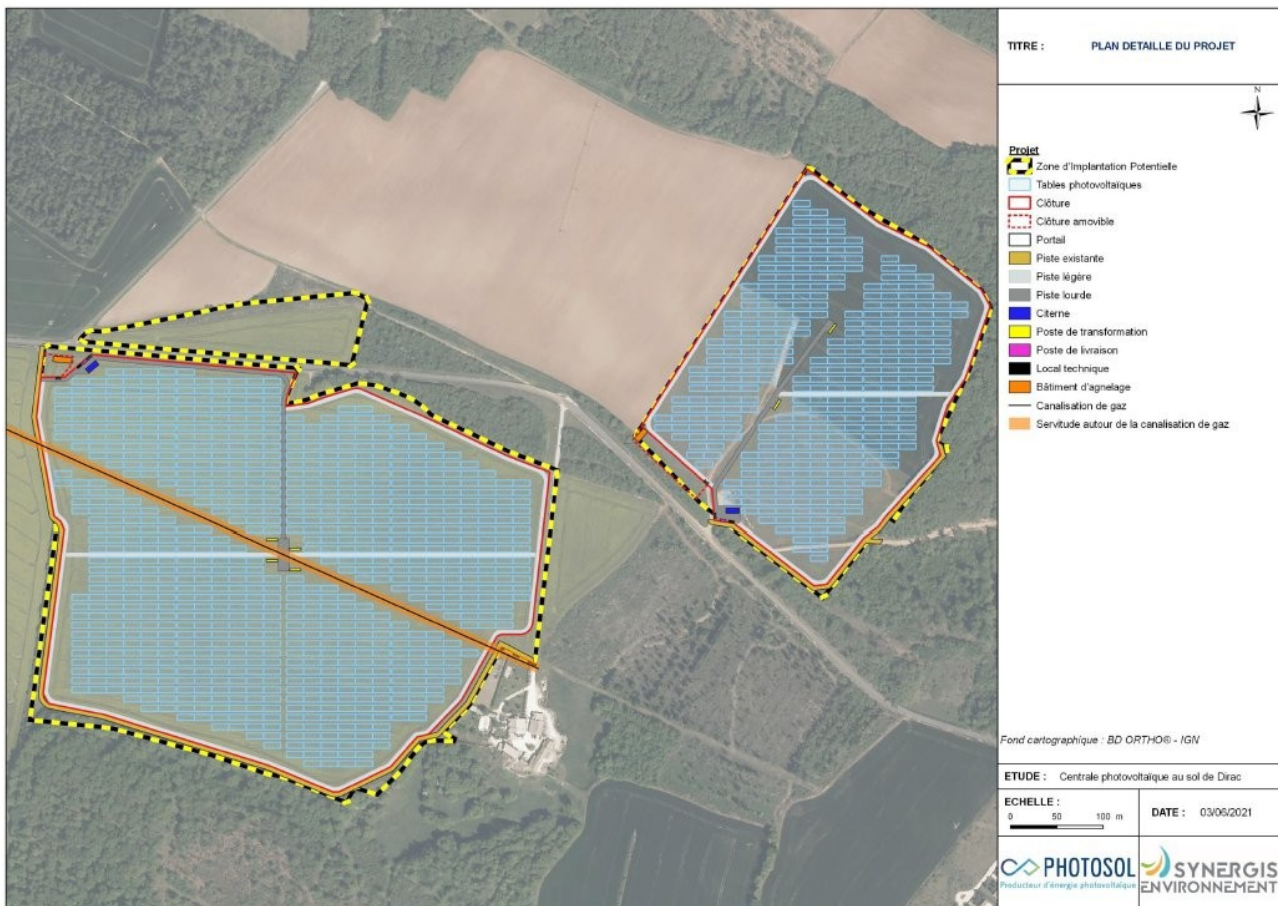 TITRE : PLAN DETAILLE DU PROJET
N
Projet
Zone d'Implantation Potentielle
Tables photovoltaïques
Clôture
Clôture amovible
Portail
Piste existante
Piste légère
Piste lourde
Citerne
Poste de transformation
Poste de livraison
Local technique
Bâtiment d'agnelage
Canalisation de gaz
Servitude autour de la canalisation de gaz
Fond cartographique : BD ORTHO® - IGN
ETUDE : Centrale photovoltaïque au sol de Dirac
ECHELLE :
0 50 100 m
DATE : 03/06/2021
PHOTOSOL
Producteur d'énergie photovoltaïque
SYNERGIS
ENVIRONNEMENT